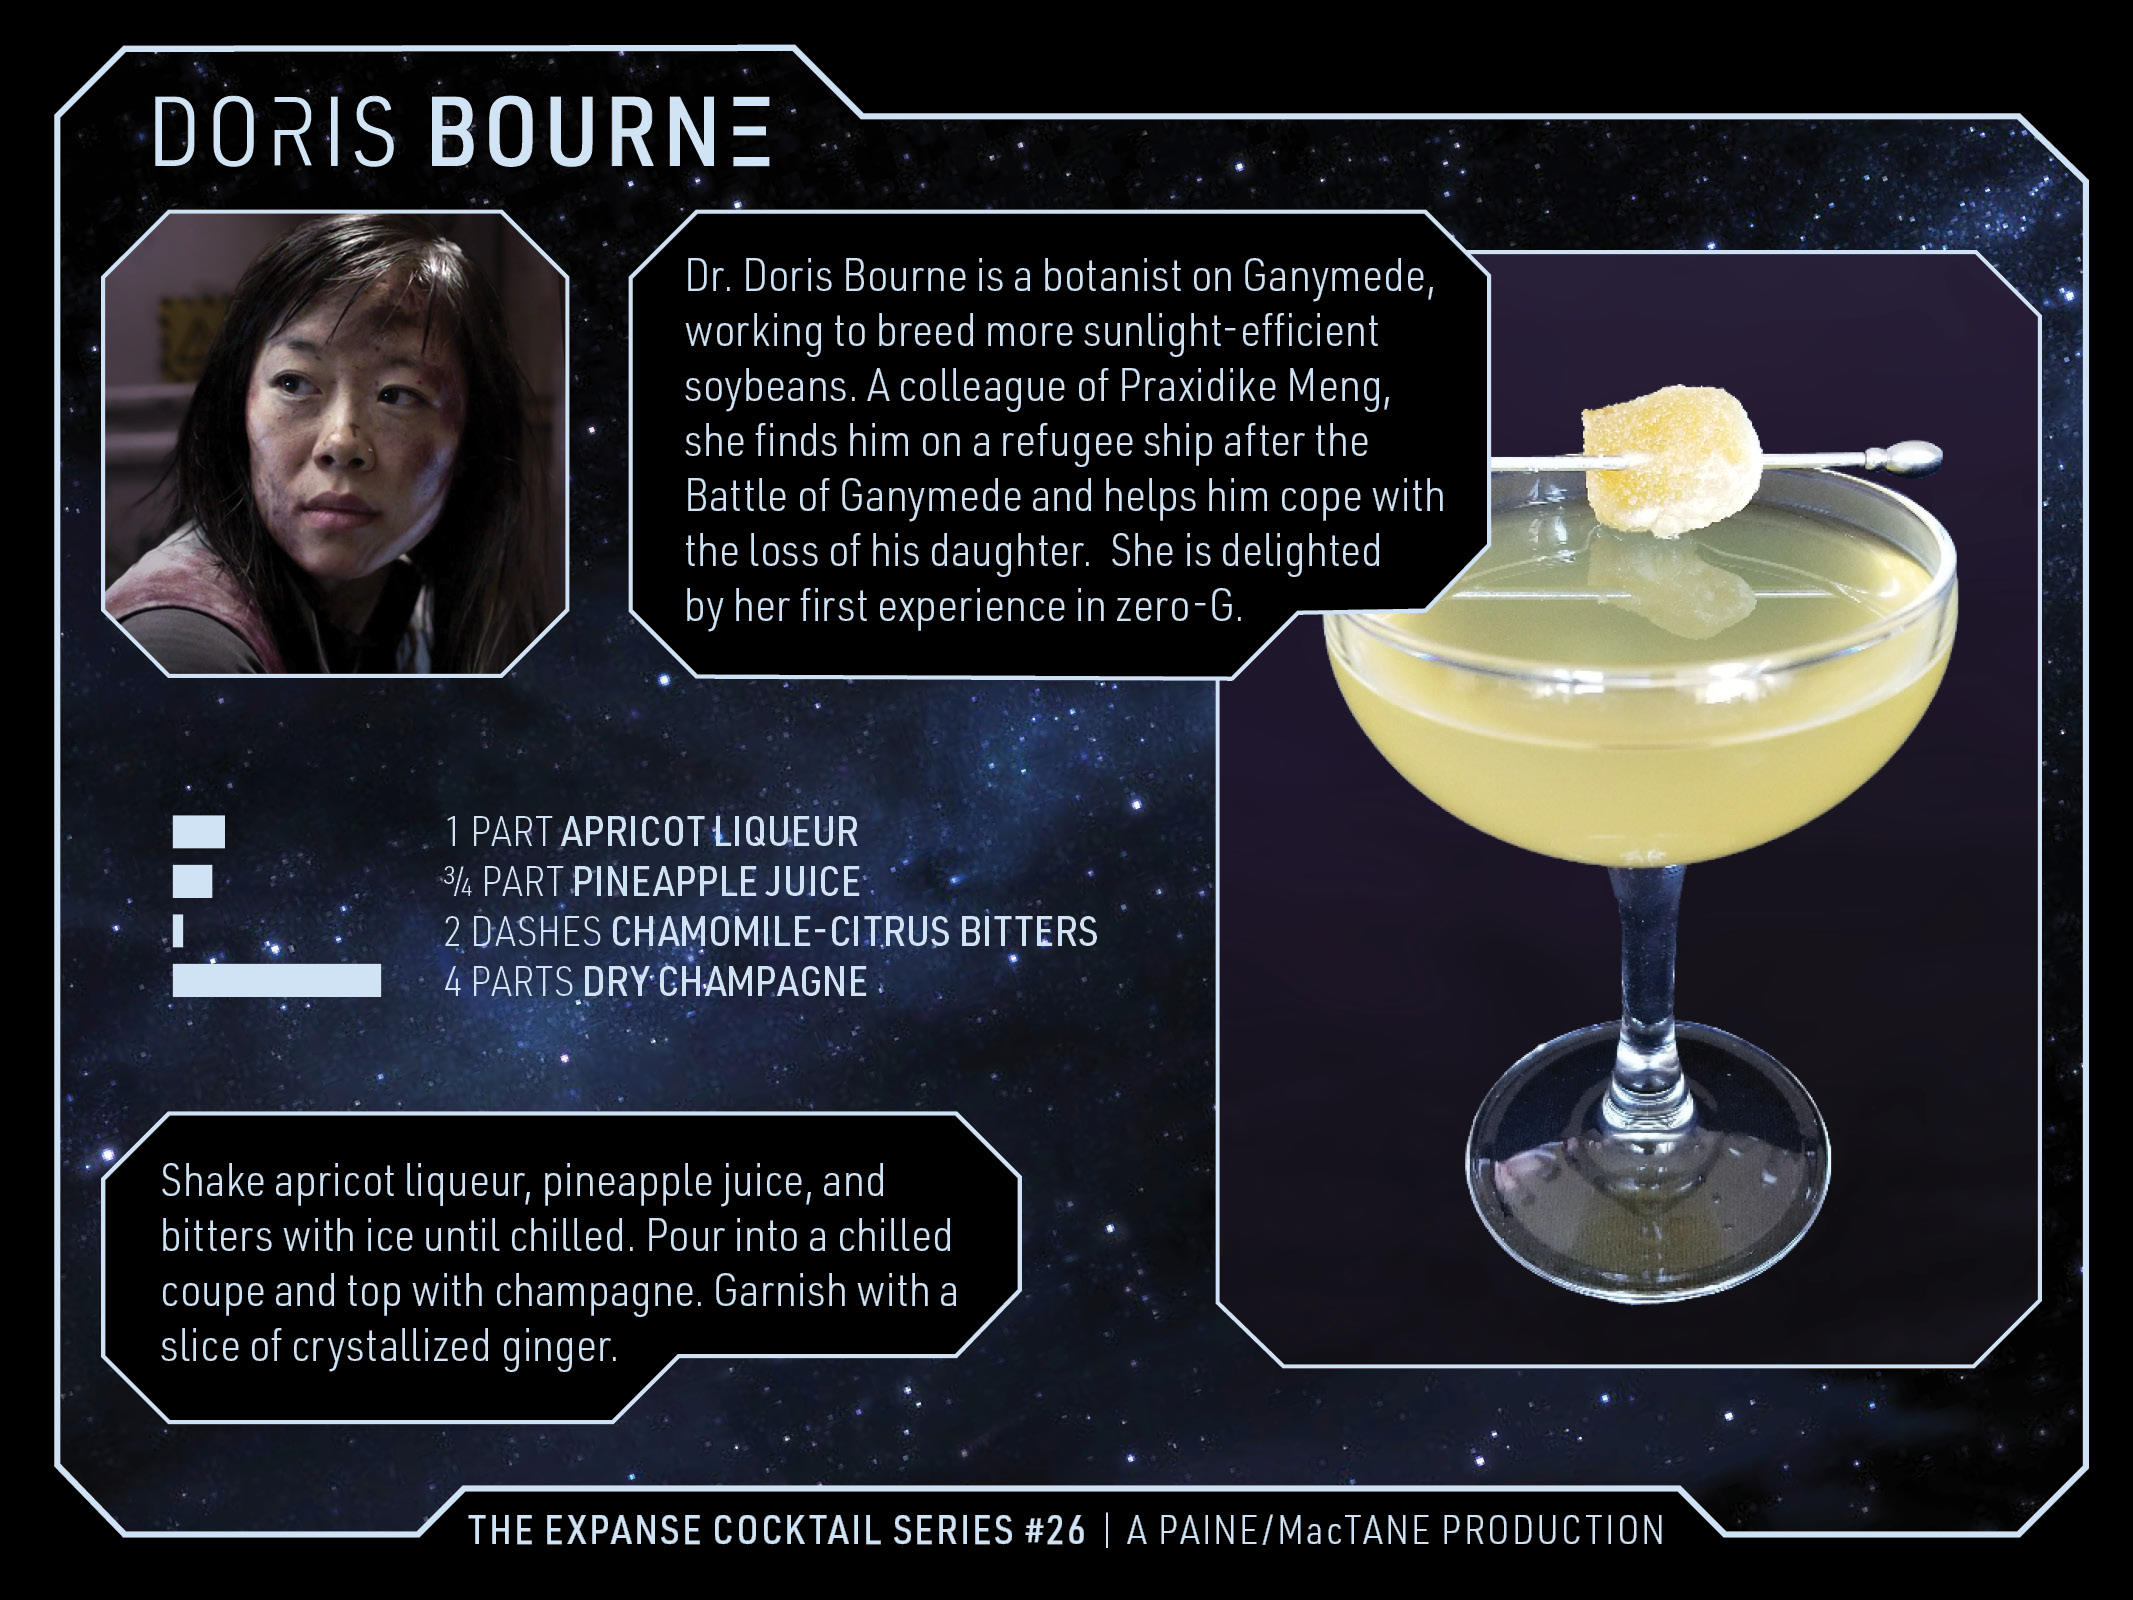 DORIS BOURNE
Dr. Doris Bourne is a botanist on Ganymede,
working to breed more sunlight-efficient
soybeans. A colleague of Praxidike Meng,
she finds him on a refugee ship after the
Battle of Ganymede and helps him cope with
the loss of his daughter.  She is delighted
by her first experience in zero-G.
1 PART APRICOT LIQUEUR
¾ PART PINEAPPLE JUICE
2 DASHES CHAMOMILE-CITRUS BITTERS
4 PARTS DRY CHAMPAGNE
Shake apricot liqueur, pineapple juice, and
bitters with ice until chilled. Pour into a chilled
coupe and top with champagne. Garnish with a
slice of crystallized ginger.
THE EXPANSE COCKTAIL SERIES #26 | A PAINE/MacTANE PRODUCTION